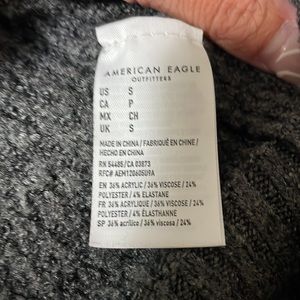 AMERICAN EAGLE
OUTFITTERS
US S
CA P
MX CH
UK S
MADE IN CHINA / FABRIQUÉ EN CHINE /
HECHO EN CHINA
RN 54485/CA 03873
RFC# AEM120605U9A
EN 36% ACRYLIC / 36% VISCOSE / 24%
POLYESTER / 4% ELASTANE
FR 36% ACRYLIQUE / 36% VISCOSE / 24%
POLYESTER / 4% ÉLASTHANNE
SP 36% acrílico / 36% viscosa / 24%